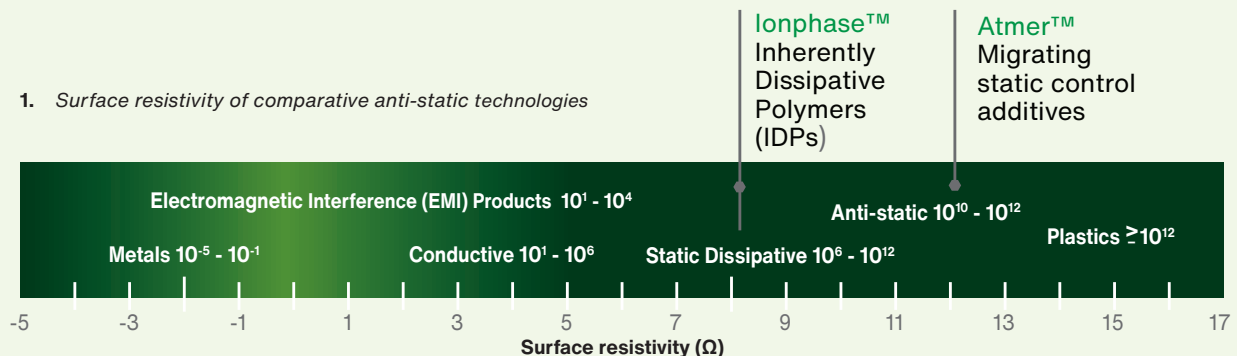 Ionphase™
Inherently
Dissipative
Polymers
(IDPs)
Atmer™
Migrating
static control
additives
1. Surface resistivity of comparative anti-static technologies
Electromagnetic Interference (EMI) Products 10¹ - 10⁴
Anti-static 10¹⁰ - 10¹²
Plastics ≥ 10¹²
Metals 10⁻⁵ - 10⁻¹
Conductive 10¹ - 10⁶
Static Dissipative 10⁶ - 10¹²
-5 -3 -1 1 3 5 7 9 11 13 15 17
Surface resistivity (Ω)